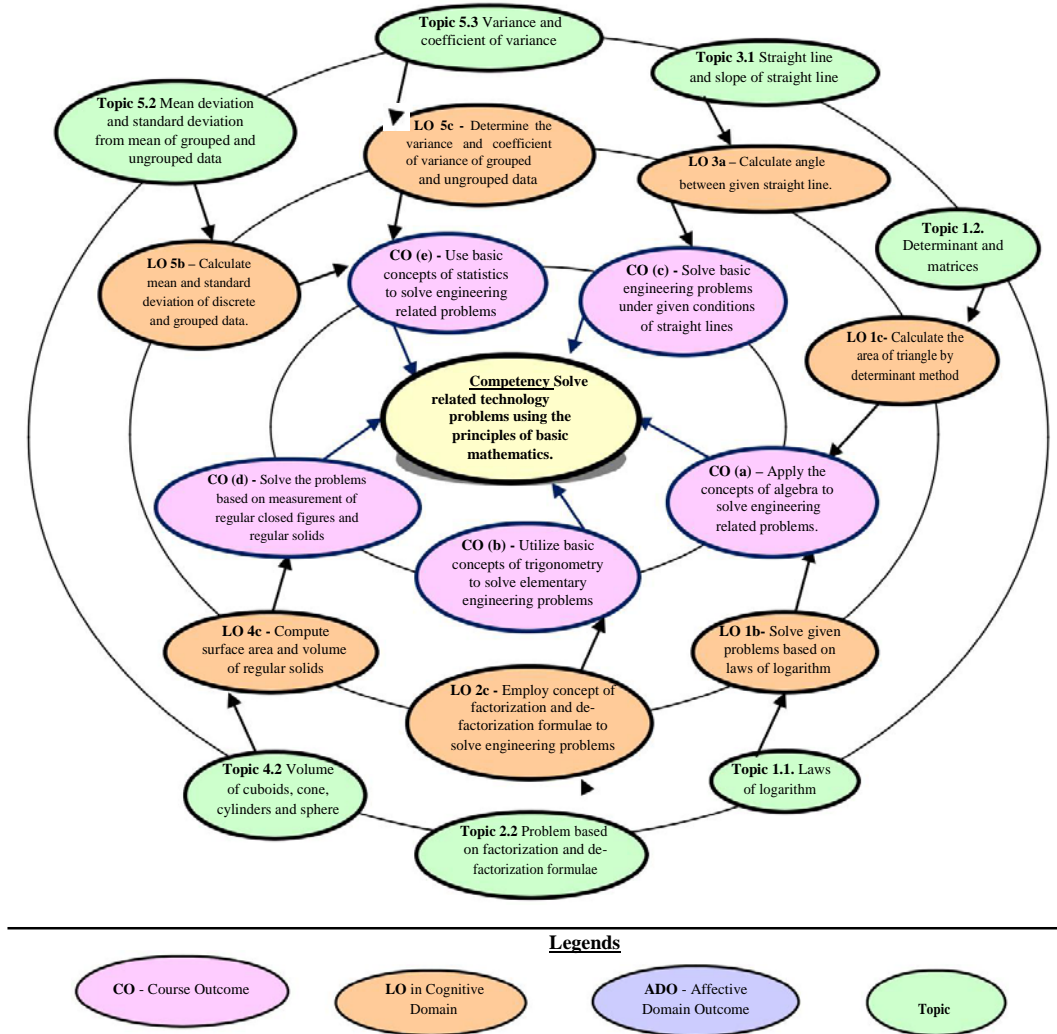 Topic 5.3 Variance and
coefficient of variance
Topic 3.1 Straight line
and slope of straight line
Topic 5.2 Mean deviation
and standard deviation
from mean of grouped and
ungrouped data
LO 5c - Determine the
variance and coefficient
of variance of grouped
and ungrouped data
LO 3a – Calculate angle
between given straight line.
Topic 1.2.
Determinant and
matrices
LO 5b – Calculate
mean and standard
deviation of discrete
and grouped data.
CO (e) - Use basic
concepts of statistics
to solve engineering
related problems
CO (c) - Solve basic
engineering problems
under given conditions
of straight lines
LO 1c- Calculate the
area of triangle by
determinant method
Competency Solve
related technology
problems using the
principles of basic
mathematics.
CO (d) - Solve the problems
based on measurement of
regular closed figures and
regular solids
CO (a) – Apply the
concepts of algebra to
solve engineering
related problems.
CO (b) - Utilize basic
concepts of trigonometry
to solve elementary
engineering problems
LO 4c - Compute
surface area and volume
of regular solids
LO 1b- Solve given
problems based on
laws of logarithm
LO 2c - Employ concept of
factorization and de-
factorization formulae to
solve engineering problems
Topic 4.2 Volume
of cuboids, cone,
cylinders and sphere
Topic 1.1. Laws
of logarithm
Topic 2.2 Problem based
on factorization and de-
factorization formulae
Legends
CO - Course Outcome
LO in Cognitive
Domain
ADO - Affective
Domain Outcome
Topic